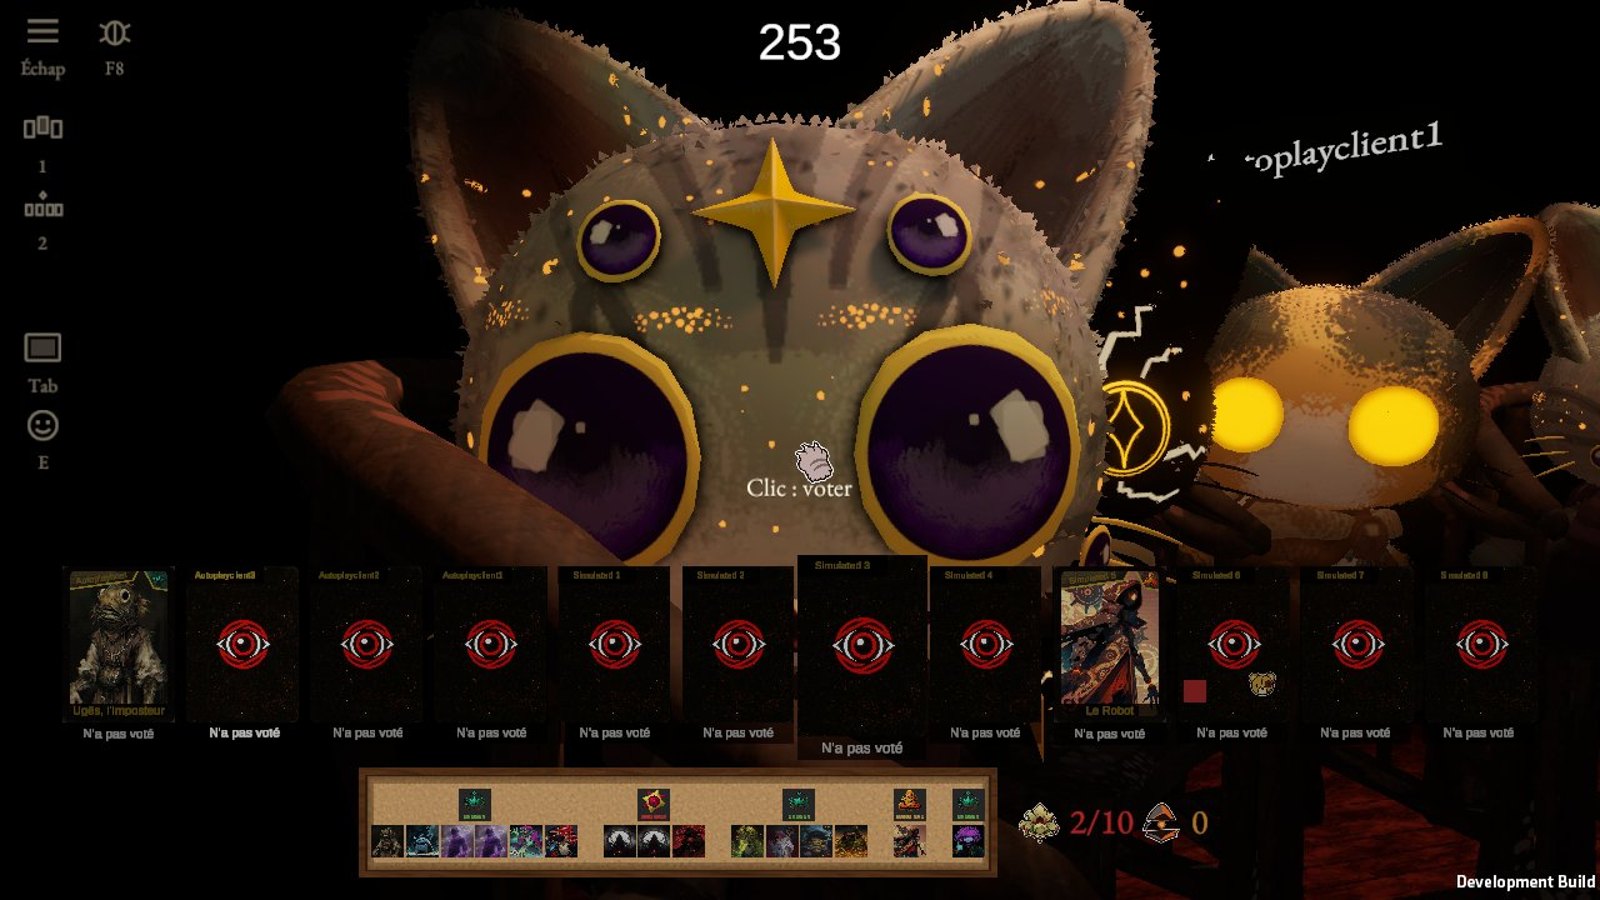 253
Échap
F8
1
2
Tab
E
oplayclient1
Clic : voter
Autoplayclient3
Autoplayclient2
Autoplayclient1
Simulated 1
Simulated 2
Simulated 3
Simulated 4
Simulated 5
Simulated 6
Simulated 7
Simulated 8
Ugès, l'imposteur
Le Robot
N'a pas voté
N'a pas voté
N'a pas voté
N'a pas voté
N'a pas voté
N'a pas voté
N'a pas voté
N'a pas voté
N'a pas voté
N'a pas voté
N'a pas voté
N'a pas voté
2/10
0
Development Build